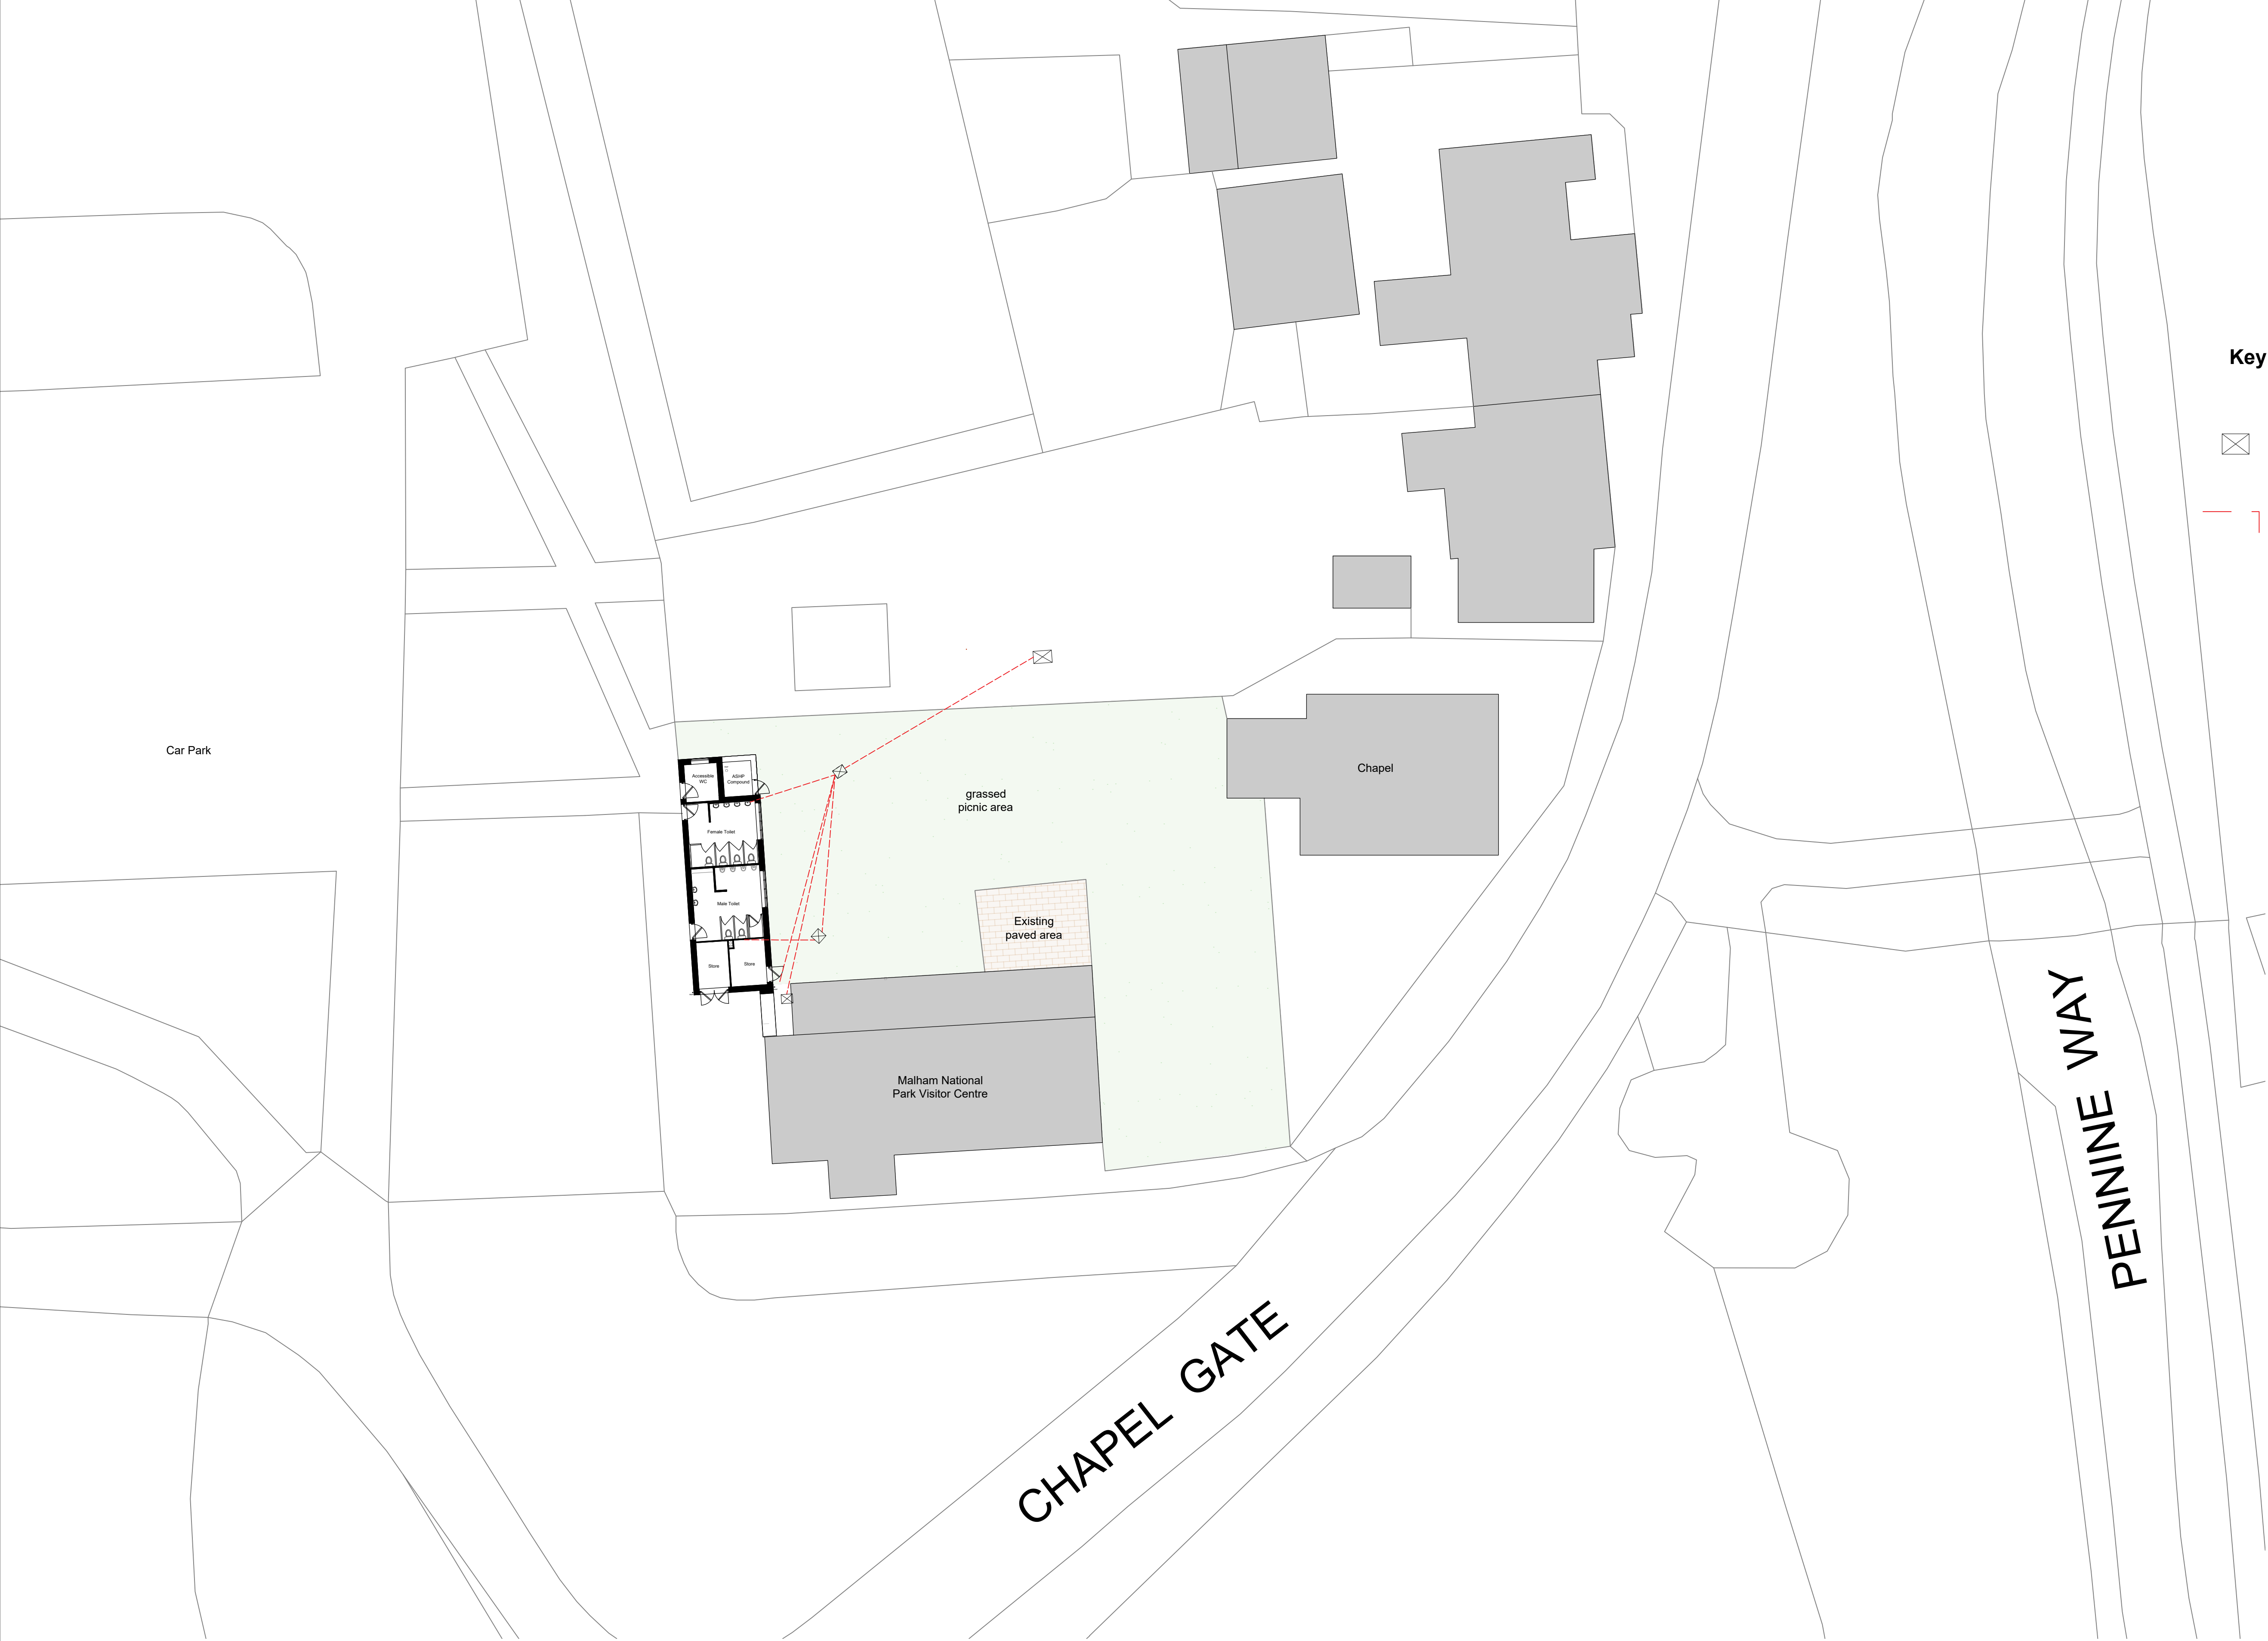 Key
Car Park
Accessible
WC
ASHP
Compound
Female Toilet
Male Toilet
Store
Store
grassed
picnic area
Chapel
Existing
paved area
Malham National
Park Visitor Centre
CHAPEL GATE
PENNINE WAY